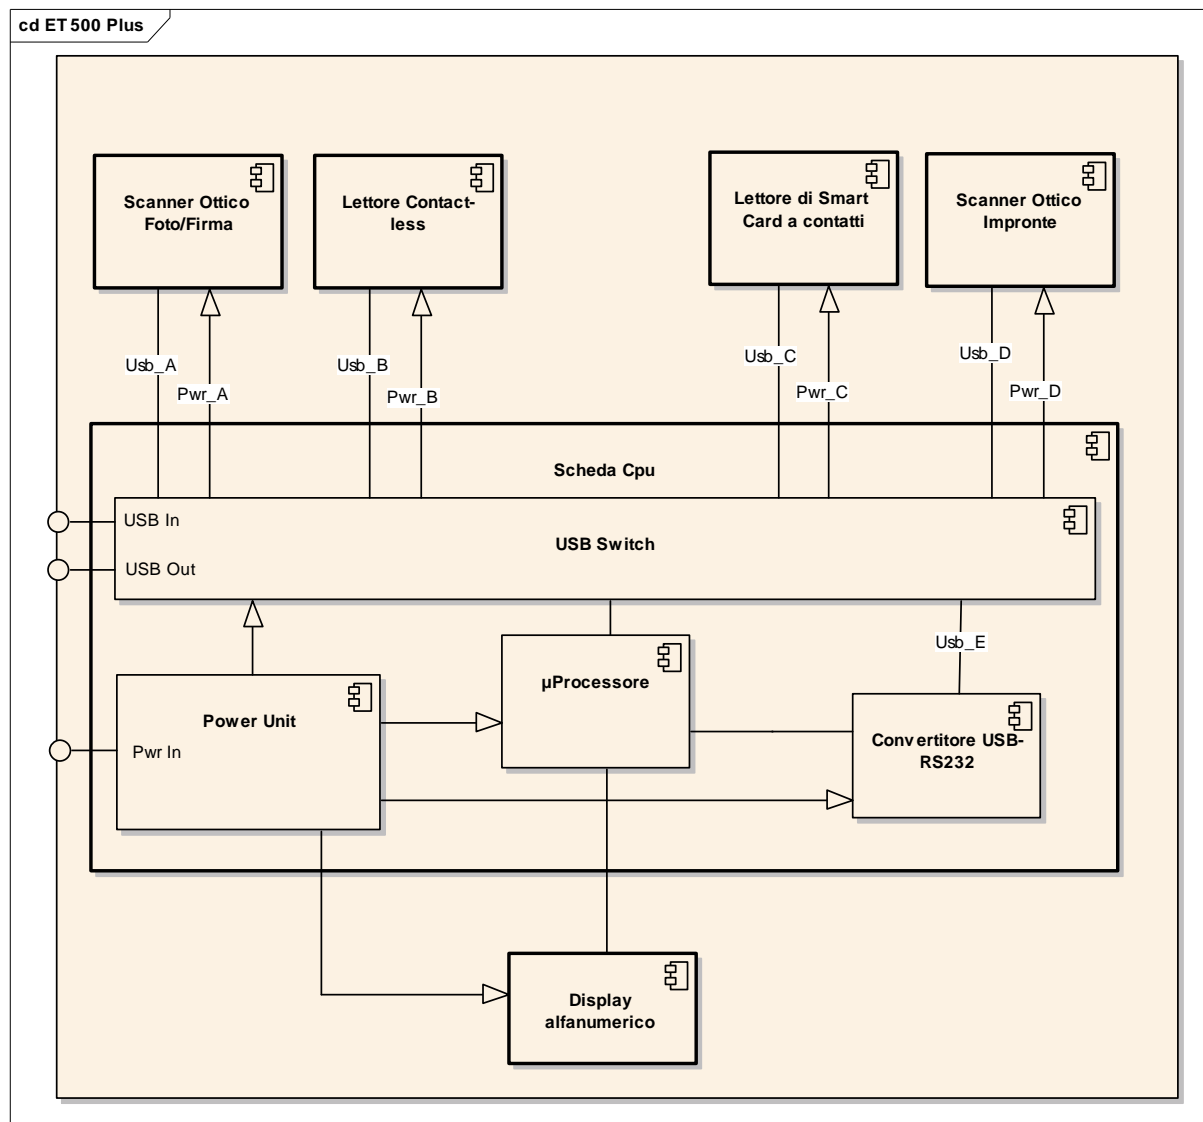 cd ET500 Plus
Scanner Ottico
Foto/Firma
Lettore Contact-
less
Lettore di Smart
Card a contatti
Scanner Ottico
Impronte
Usb_A
Pwr_A
Usb_B
Pwr_B
Usb_C
Pwr_C
Usb_D
Pwr_D
Scheda Cpu
USB In
USB Switch
USB Out
Usb_E
µProcessore
Power Unit
Pwr In
Convertitore USB-
RS232
Display
alfanumerico